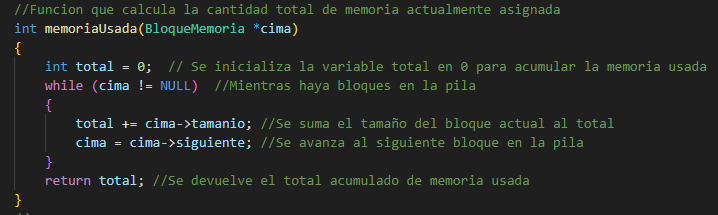 //Funcion que calcula la cantidad total de memoria actualmente asignada
int memoriaUsada(BloqueMemoria *cima)
{
    int total = 0;  // Se inicializa la variable total en 0 para acumular la memoria usada
    while (cima != NULL)  //Mientras haya bloques en la pila
    {
        total += cima->tamanio; //Se suma el tamaño del bloque actual al total
        cima = cima->siguiente; //Se avanza al siguiente bloque en la pila
    }
    return total; //Se devuelve el total acumulado de memoria usada
}